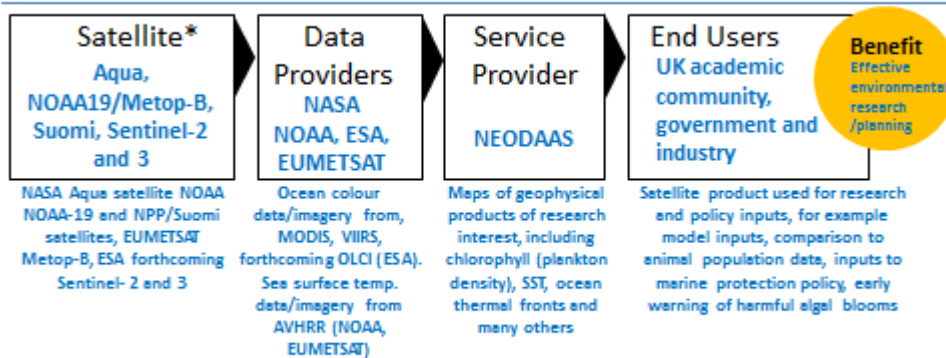 Satellite*
Aqua,
NOAA19/Metop-B,
Suomi, Sentinel-2
and 3
NASA Aqua satellite NOAA
NOAA-19 and NPP/Suomi
satellites, EUMETSAT
Metop-B, ESA forthcoming
Sentinel- 2 and 3
Data
Providers
NASA
NOAA, ESA,
EUMETSAT
Ocean colour
data/imagery from,
MODIS, VIIRS,
forthcoming OLCI (ESA).
Sea surface temp.
data/imagery from
AVHRR (NOAA,
EUMETSAT)
Service
Provider
NEODAAS
Maps of geophysical
products of research
interest, including
chlorophyll (plankton
density), SST, ocean
thermal fronts and
many others
End Users
UK academic
community,
government and
industry
Satellite product used for research
and policy inputs, for example
model inputs, comparison to
animal population data, inputs to
marine protection policy, early
warning of harmful algal blooms
Benefit
Effective
environmental
research
/planning